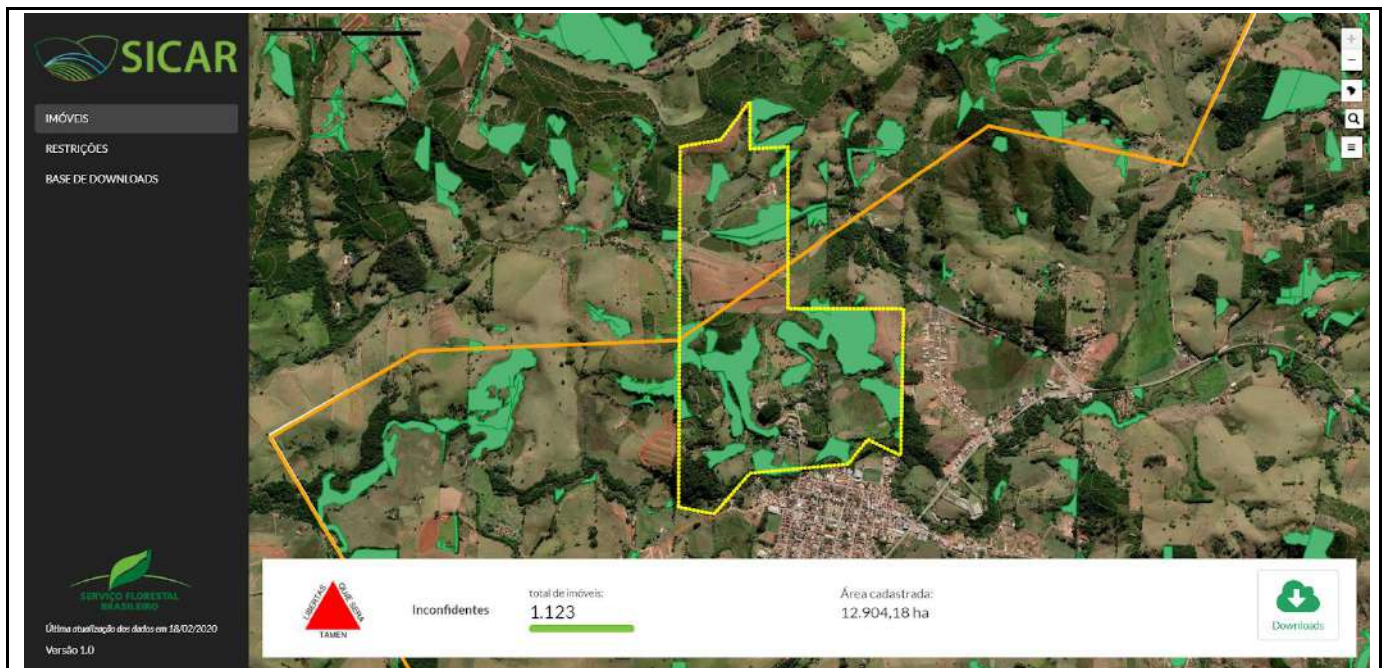 SICAR
IMÓVEIS
RESTRIÇÕES
BASE DE DOWNLOADS
SERVIÇO FLORESTAL
BRASILEIRO
Última atualização dos dados em 18/02/2020
Versão 1.0
LIBERTAS QUÆ SERA
TAMEN
Inconfidentes
total de imóveis:
1.123
Área cadastrada:
12.904,18 ha
Downloads